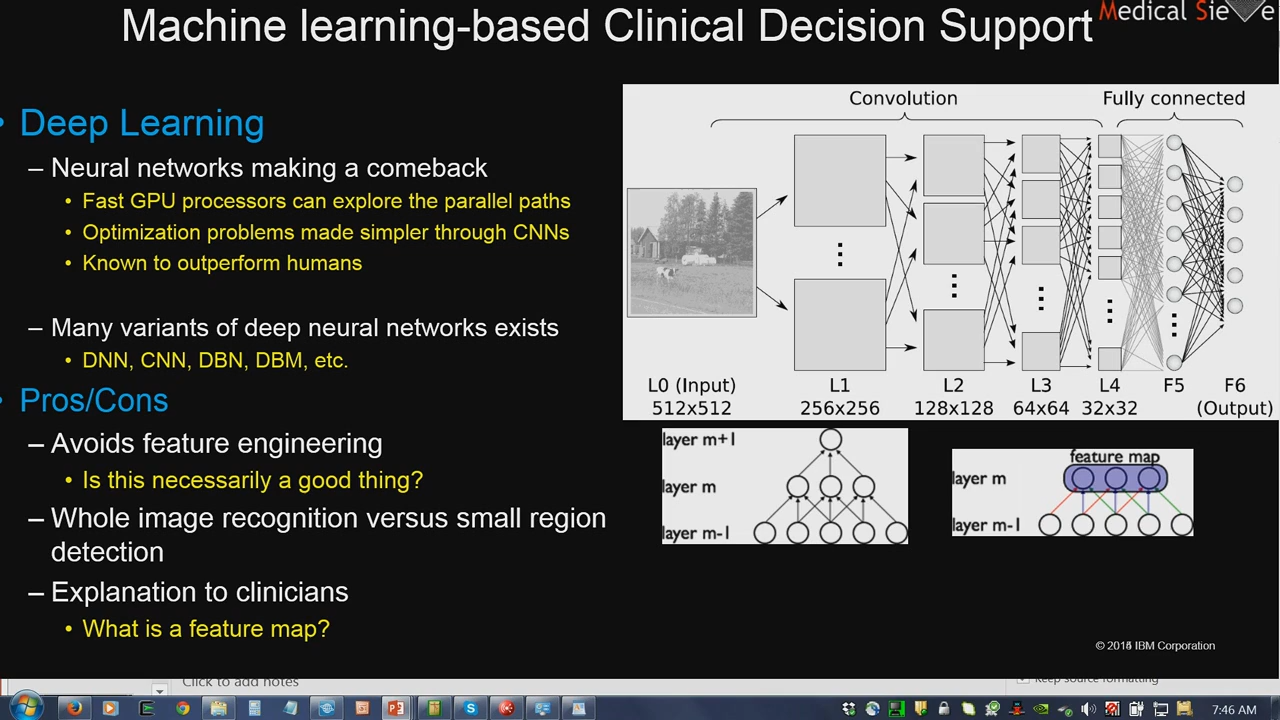 Machine learning-based Clinical Decision Support
Medical Sieve
Deep Learning
– Neural networks making a comeback
• Fast GPU processors can explore the parallel paths
• Optimization problems made simpler through CNNs
• Known to outperform humans
– Many variants of deep neural networks exists
• DNN, CNN, DBN, DBM, etc.
Pros/Cons
– Avoids feature engineering
• Is this necessarily a good thing?
– Whole image recognition versus small region
detection
– Explanation to clinicians
• What is a feature map?
Convolution Fully connected
L0 (Input) L1 L2 L3 L4 F5 F6
512x512 256x256 128x128 64x64 32x32 (Output)
layer m+1
layer m
layer m-1
feature map
layer m
layer m-1
© IBM Corporation
Click to add notes
Keep source formatting
7:46 AM